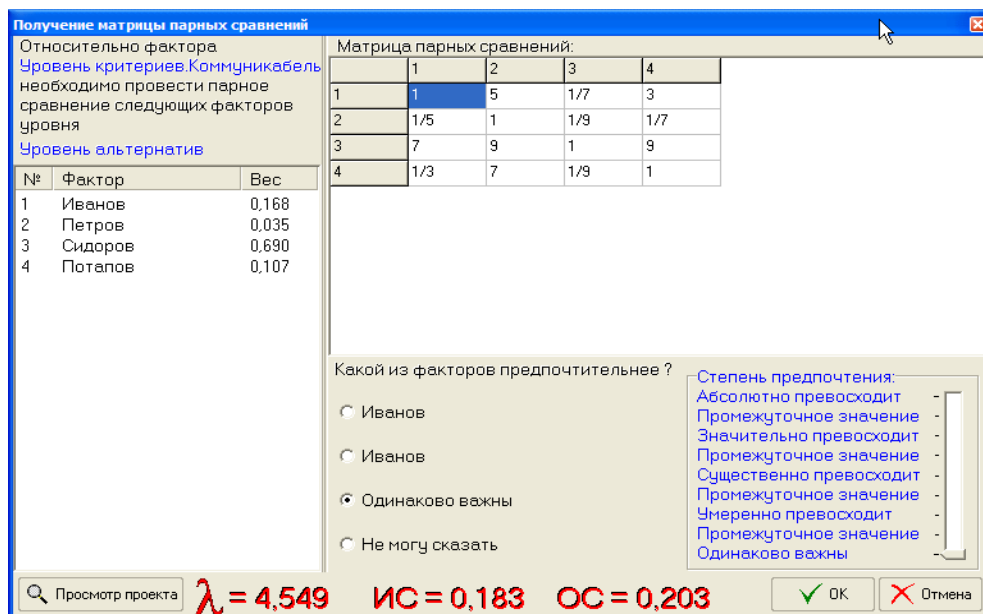 Получение матрицы парных сравнений
Относительно фактора
Уровень критериев.Коммуникабель
необходимо провести парное
сравнение следующих факторов
уровня
Уровень альтернатив
№ Фактор Вес
1 Иванов 0,168
2 Петров 0,035
3 Сидоров 0,690
4 Потапов 0,107
Матрица парных сравнений:
1 2 3 4
1 1 5 1/7 3
2 1/5 1 1/9 1/7
3 7 9 1 9
4 1/3 7 1/9 1
Какой из факторов предпочтительнее ?
Иванов
Иванов
Одинаково важны
Не могу сказать
Степень предпочтения:
Абсолютно превосходит
Промежуточное значение
Значительно превосходит
Промежуточное значение
Существенно превосходит
Промежуточное значение
Умеренно превосходит
Промежуточное значение
Одинаково важны
Просмотр проекта λ = 4,549 ИС = 0,183 ОС = 0,203 OK Отмена